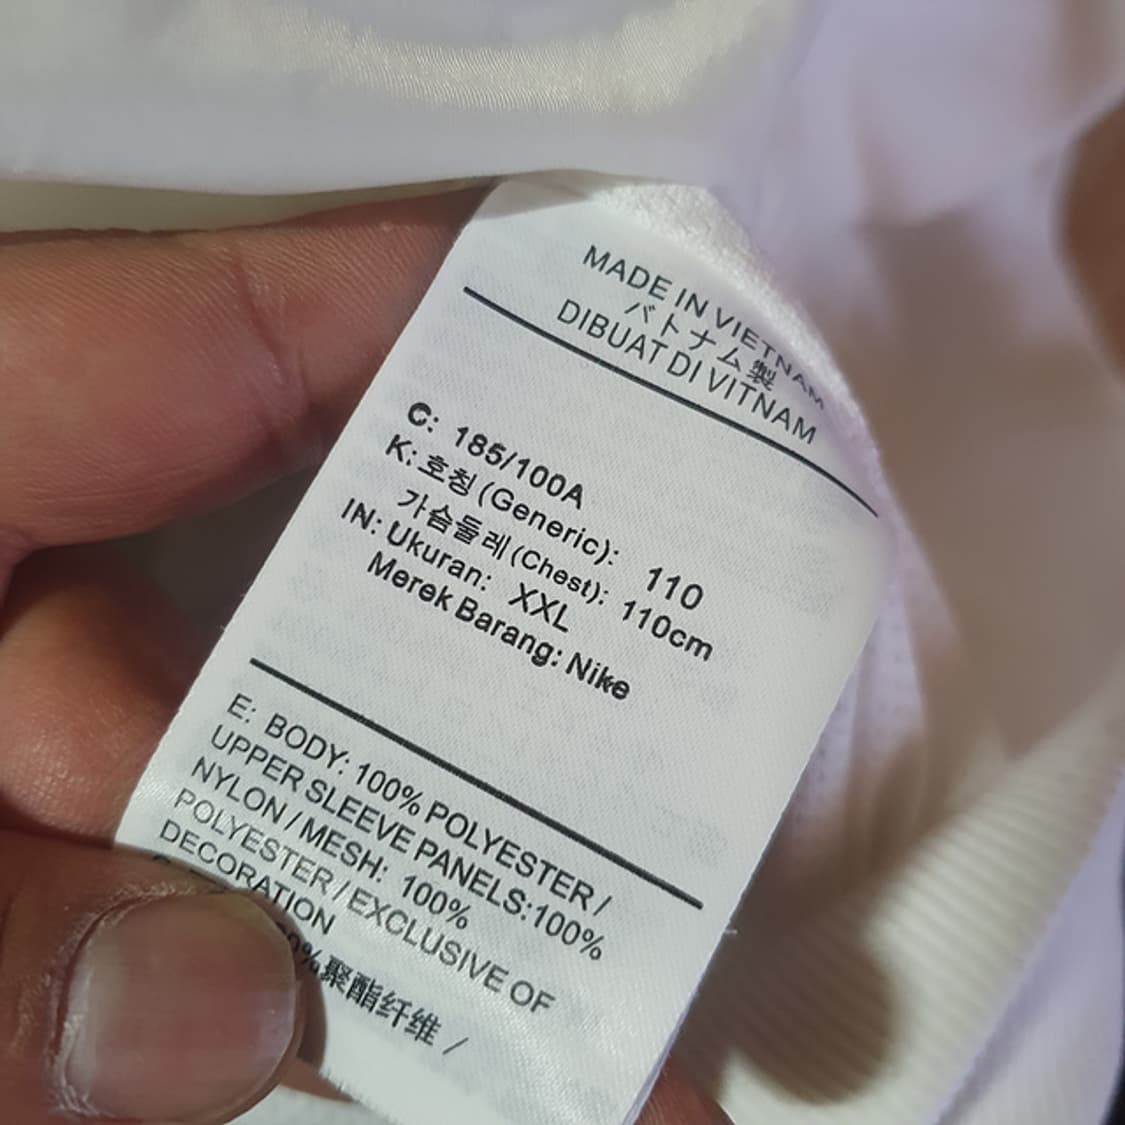 MADE IN VIETNAM
バトナム製
DIBUAT DI VITNAM
C: 185/100A
K: 호칭 (Generic): 110
가슴둘레 (Chest): 110cm
IN: Ukuran: XXL
Merek Barang: Nike
E: BODY: 100% POLYESTER /
UPPER SLEEVE PANELS:100%
NYLON / MESH: 100%
POLYESTER / EXCLUSIVE OF
DECORATION
%聚酯纤维 /